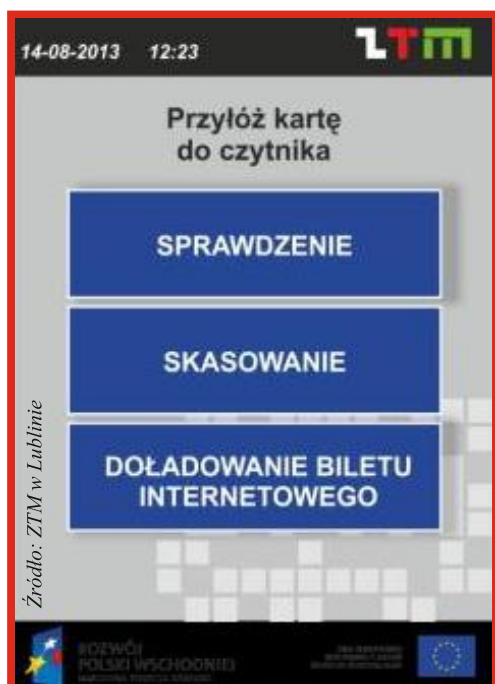 14-08-2013 12:23 ZTM
Przyłóż kartę
do czytnika
SPRAWDZENIE
SKASOWANIE
DOŁADOWANIE BILETU
INTERNETOWEGO
Źródło: ZTM w Lublinie
ROZWÓJ
POLSKI WSCHODNIEJ